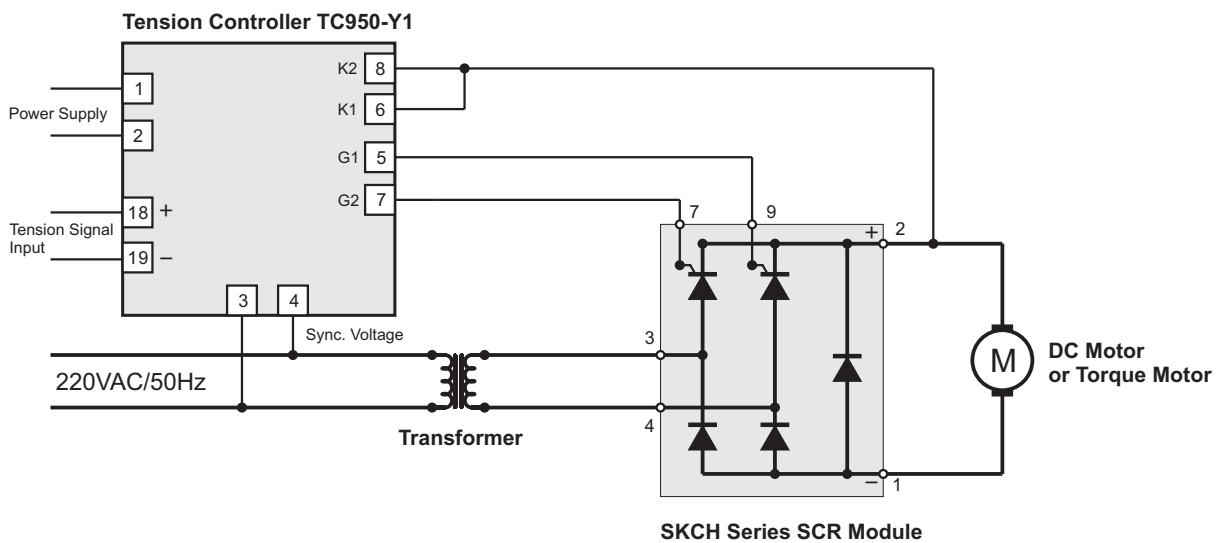 Tension Controller TC950-Y1
K2 8
1
K1 6
Power Supply
2
G1 5
G2 7
7 9
18 +
Tension Signal
Input
19 −
+ 2
3 4
Sync. Voltage
3
220VAC/50Hz
M
DC Motor
or Torque Motor
4
Transformer
− 1
SKCH Series SCR Module